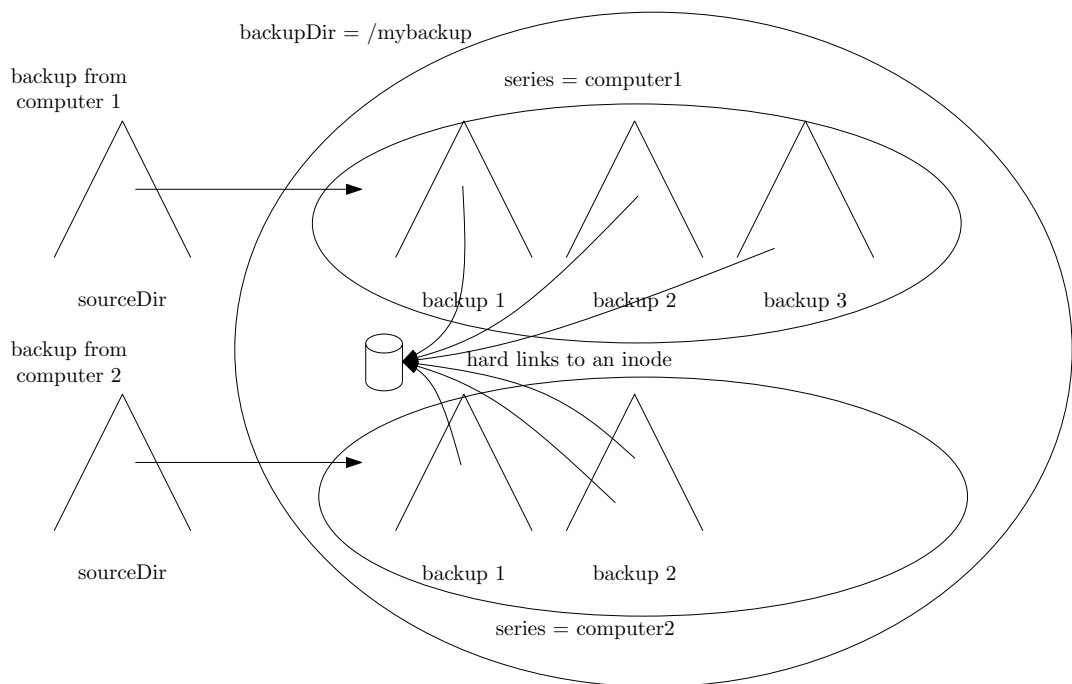 backupDir = /mybackup
backup from
computer 1
series = computer1
sourceDir
backup 1
backup 2
backup 3
backup from
computer 2
hard links to an inode
sourceDir
backup 1
backup 2
series = computer2